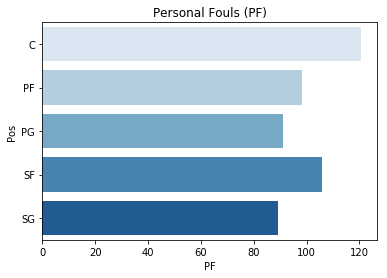 Personal Fouls (PF)
Pos
C
PF
PG
SF
SG
0 20 40 60 80 100 120
PF